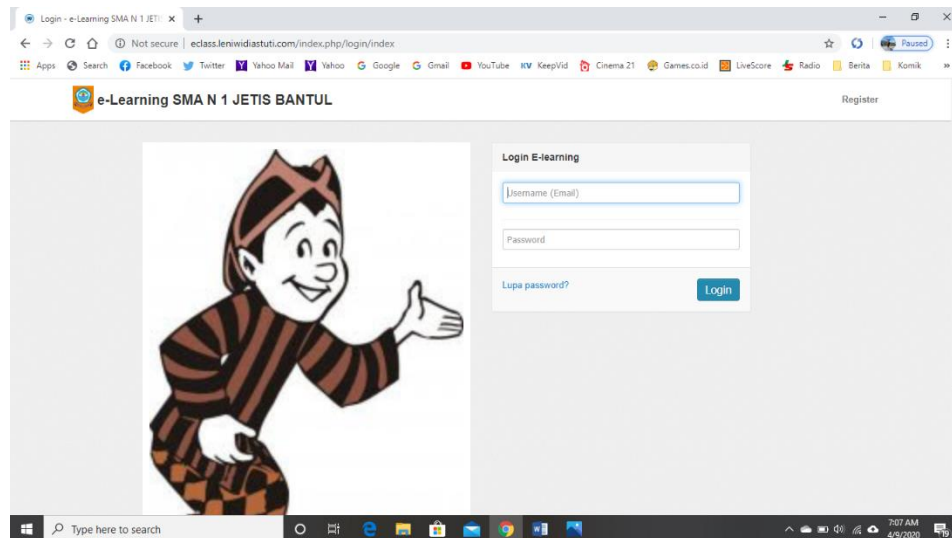 Login - e-Learning SMA N 1 JETI
Not secure | eclass.leniwidiastuti.com/index.php/login/index
Paused
Apps Search Facebook Twitter Yahoo Mail Yahoo Google Gmail YouTube KV KeepVid Cinema 21 Games.co.id LiveScore Radio Berita Komik »
e-Learning SMA N 1 JETIS BANTUL
Register
Login E-learning
Username (Email)
Password
Lupa password?
Login
Type here to search
7:07 AM
4/9/2020
19